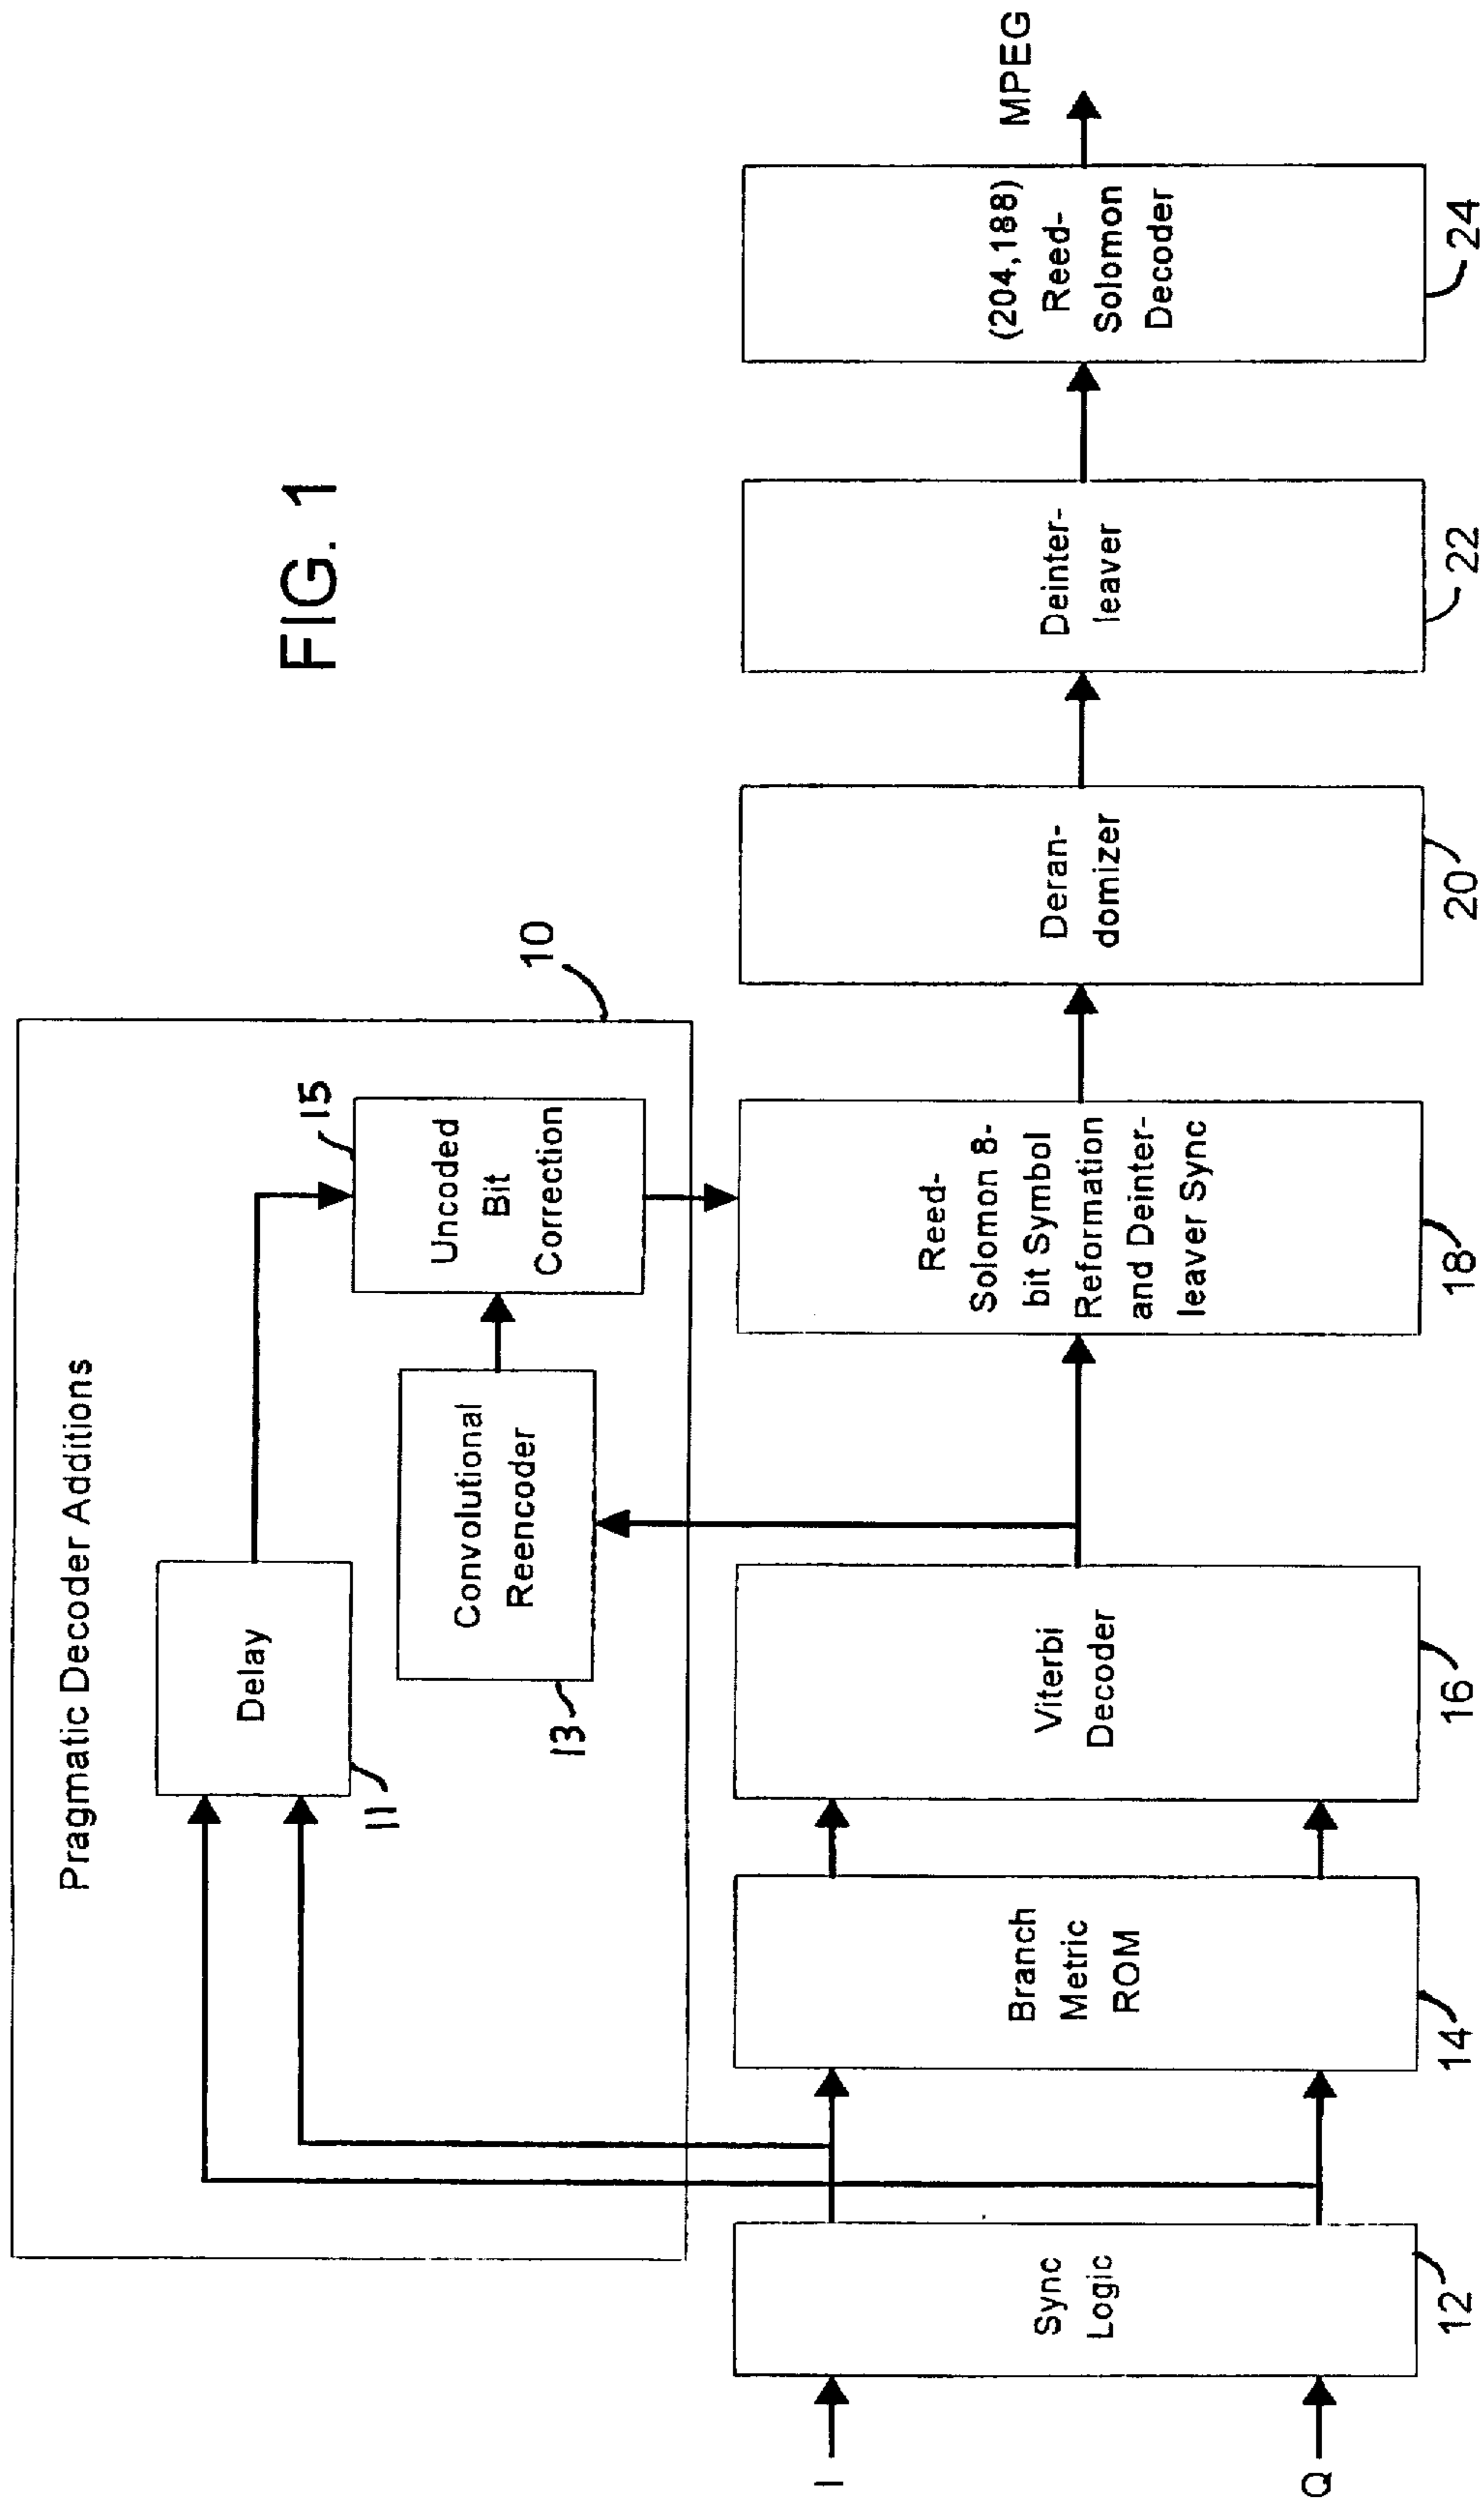 FIG. 1
Pragmatic Decoder Additions
10
Delay
11
Convolutional
Reencoder
13
Uncoded
Bit
Correction
15
I
Q
Sync
Logic
12
Branch
Metric
ROM
14
Viterbi
Decoder
16
Reed-
Solomon 8-
bit Symbol
Reformation
and Deinter-
leaver Sync
18
Deran-
domizer
20
Deinter-
leaver
22
(204,188)
Reed-
Solomon
Decoder
24
MPEG